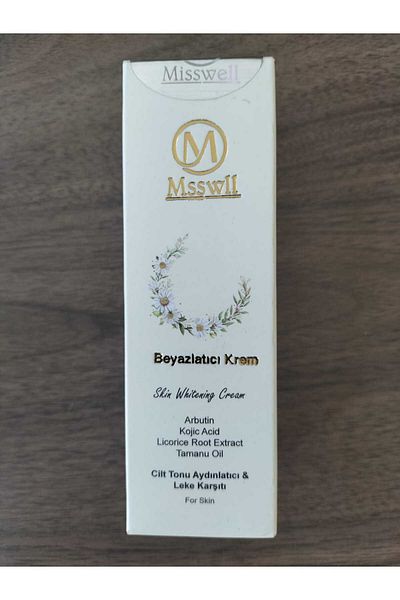 Misswell
M
Msswll
Beyazlatıcı Krem
Skin Whitening Cream
Arbutin
Kojic Acid
Licorice Root Extract
Tamanu Oil
Cilt Tonu Aydınlatıcı &
Leke Karşıtı
For Skin